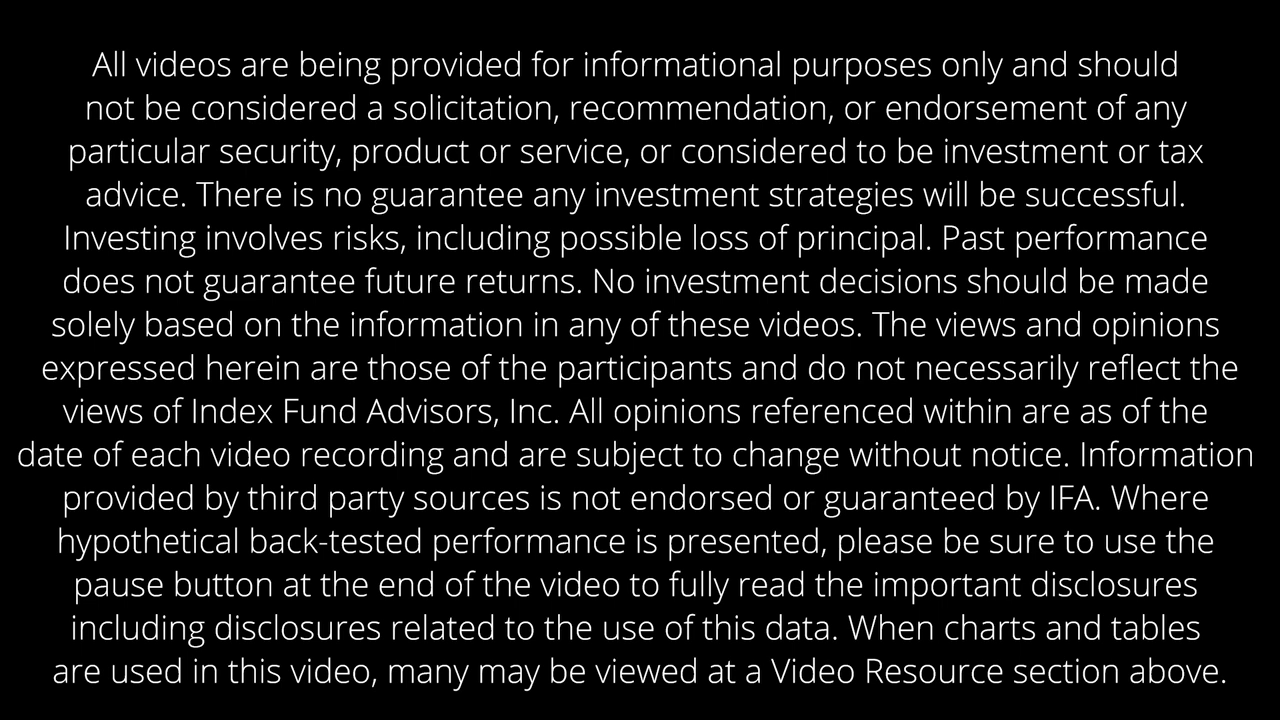 All videos are being provided for informational purposes only and should
not be considered a solicitation, recommendation, or endorsement of any
particular security, product or service, or considered to be investment or tax
advice. There is no guarantee any investment strategies will be successful.
Investing involves risks, including possible loss of principal. Past performance
does not guarantee future returns. No investment decisions should be made
solely based on the information in any of these videos. The views and opinions
expressed herein are those of the participants and do not necessarily reflect the
views of Index Fund Advisors, Inc. All opinions referenced within are as of the
date of each video recording and are subject to change without notice. Information
provided by third party sources is not endorsed or guaranteed by IFA. Where
hypothetical back-tested performance is presented, please be sure to use the
pause button at the end of the video to fully read the important disclosures
including disclosures related to the use of this data. When charts and tables
are used in this video, many may be viewed at a Video Resource section above.